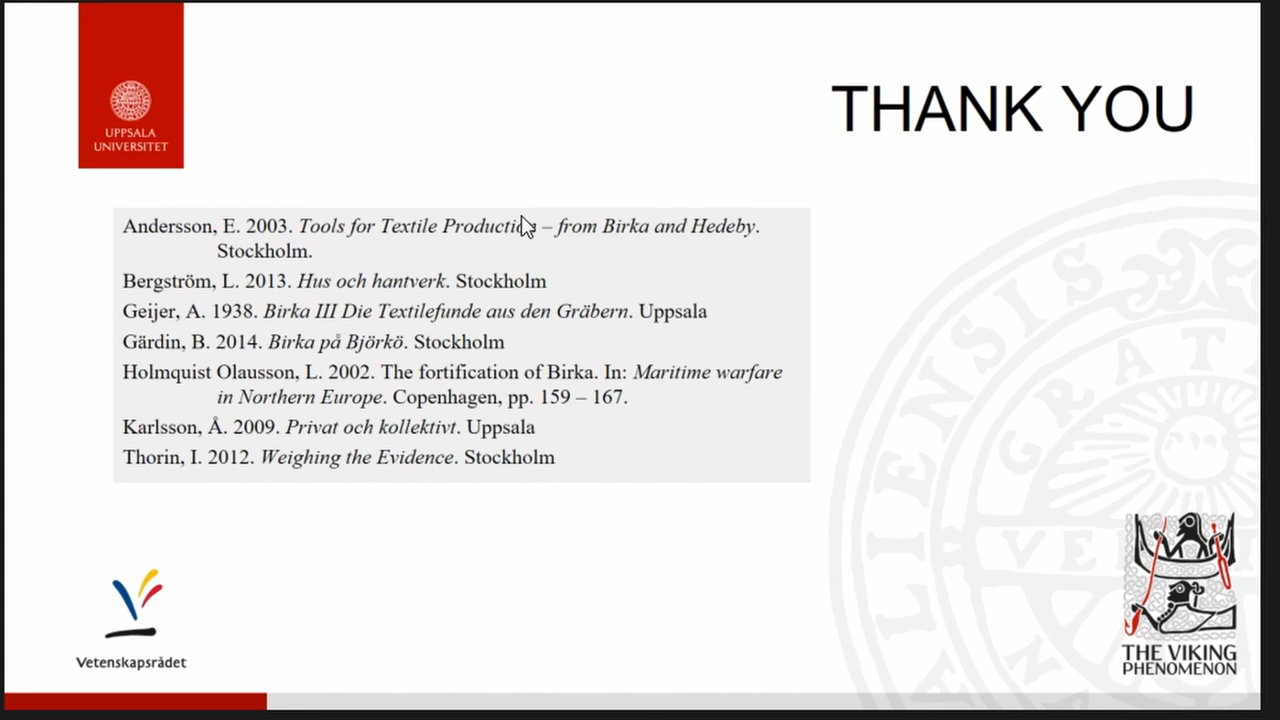 UPPSALA
UNIVERSITET
THANK YOU
Andersson, E. 2003. Tools for Textile Production – from Birka and Hedeby.
Stockholm.
Bergström, L. 2013. Hus och hantverk. Stockholm
Geijer, A. 1938. Birka III Die Textilefunde aus den Gräbern. Uppsala
Gärdin, B. 2014. Birka på Björkö. Stockholm
Holmquist Olausson, L. 2002. The fortification of Birka. In: Maritime warfare
in Northern Europe. Copenhagen, pp. 159 – 167.
Karlsson, Å. 2009. Privat och kollektivt. Uppsala
Thorin, I. 2012. Weighing the Evidence. Stockholm
Vetenskapsrådet
THE VIKING
PHENOMENON